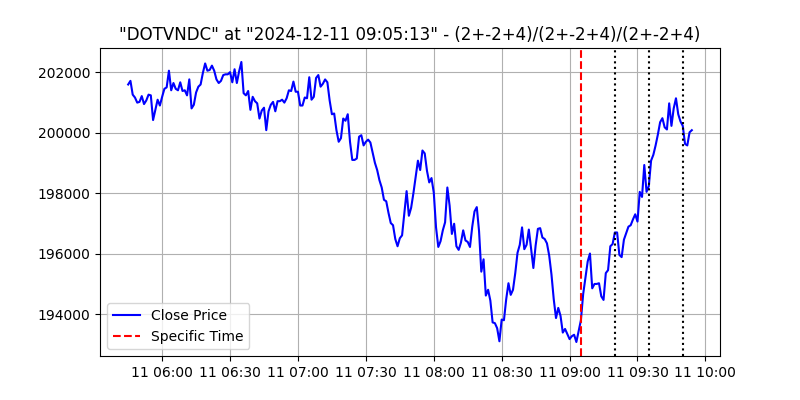 "DOTVNDC" at "2024-12-11 09:05:13" - (2+-2+4)/(2+-2+4)/(2+-2+4)
202000
200000
198000
196000
194000
Close Price
Specific Time
11 06:00 11 06:30 11 07:00 11 07:30 11 08:00 11 08:30 11 09:00 11 09:30 11 10:00